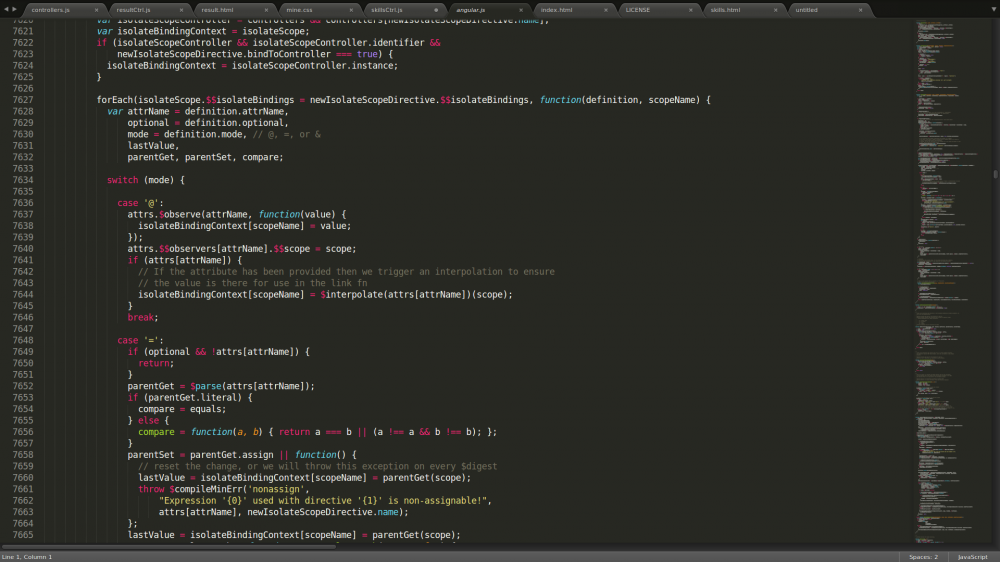 controllers.js × resultCtrl.js × result.html × mine.css × skillsCtrl.js angular.js × index.html × LICENSE × skills.html × untitled ×
7620 var isolateScopeController = controllers && controllers[newIsolateScopeDirective.name];
7621 var isolateBindingContext = isolateScope;
7622 if (isolateScopeController && isolateScopeController.identifier &&
7623 newIsolateScopeDirective.bindToController === true) {
7624 isolateBindingContext = isolateScopeController.instance;
7625 }
7626
7627 forEach(isolateScope.$$isolateBindings = newIsolateScopeDirective.$$isolateBindings, function(definition, scopeName) {
7628 var attrName = definition.attrName,
7629 optional = definition.optional,
7630 mode = definition.mode, // @, =, or &
7631 lastValue,
7632 parentGet, parentSet, compare;
7633
7634 switch (mode) {
7635
7636 case '@':
7637 attrs.$observe(attrName, function(value) {
7638 isolateBindingContext[scopeName] = value;
7639 });
7640 attrs.$$observers[attrName].$$scope = scope;
7641 if (attrs[attrName]) {
7642 // If the attribute has been provided then we trigger an interpolation to ensure
7643 // the value is there for use in the link fn
7644 isolateBindingContext[scopeName] = $interpolate(attrs[attrName])(scope);
7645 }
7646 break;
7647
7648 case '=':
7649 if (optional && !attrs[attrName]) {
7650 return;
7651 }
7652 parentGet = $parse(attrs[attrName]);
7653 if (parentGet.literal) {
7654 compare = equals;
7655 } else {
7656 compare = function(a, b) { return a === b || (a !== a && b !== b); };
7657 }
7658 parentSet = parentGet.assign || function() {
7659 // reset the change, or we will throw this exception on every $digest
7660 lastValue = isolateBindingContext[scopeName] = parentGet(scope);
7661 throw $compileMinErr('nonassign',
7662 "Expression '{0}' used with directive '{1}' is non-assignable!",
7663 attrs[attrName], newIsolateScopeDirective.name);
7664 };
7665 lastValue = isolateBindingContext[scopeName] = parentGet(scope);
Line 1, Column 1 Spaces: 2 JavaScript